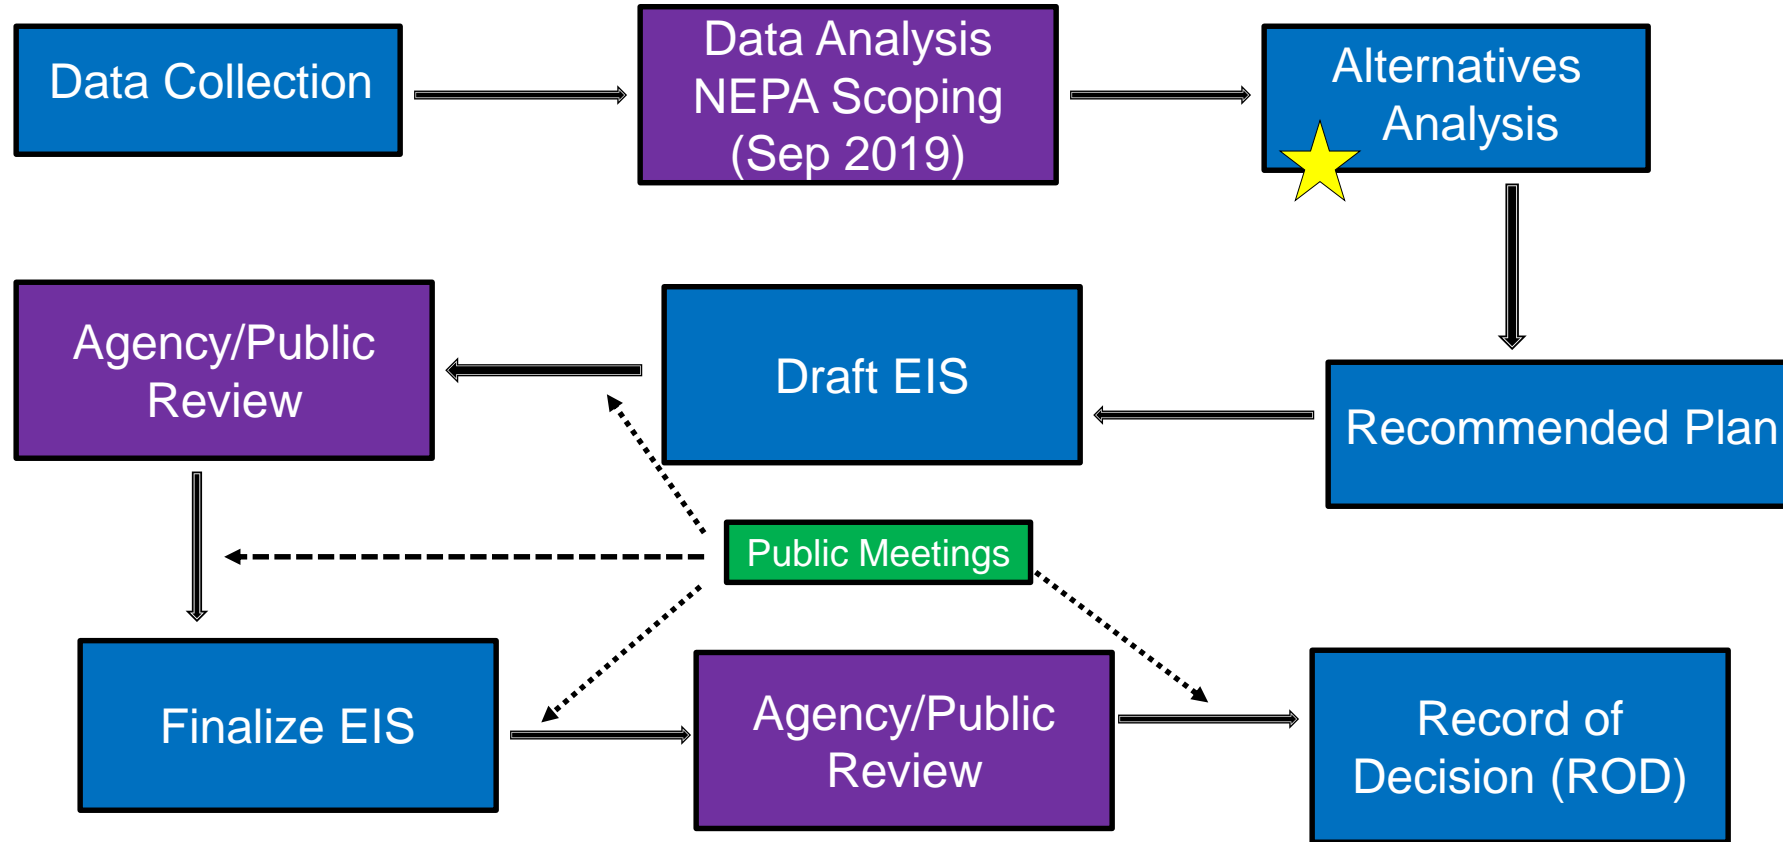 Data Collection
Data Analysis
NEPA Scoping
(Sep 2019)
Alternatives
Analysis
Agency/Public
Review
Draft EIS
Recommended Plan
Public Meetings
Finalize EIS
Agency/Public
Review
Record of
Decision (ROD)